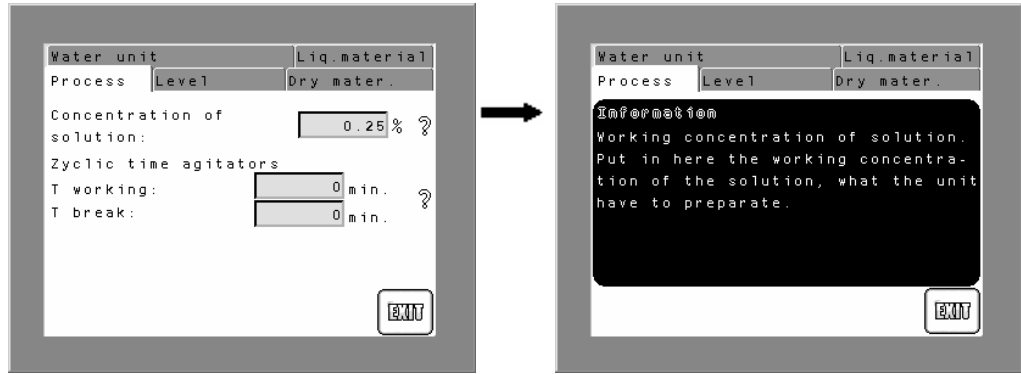 Water unit Liq.material
Process Level Dry mater.
Concentration of
solution: 0.25 % ?
Zyclic time agitators
T working: 0 min. ?
T break: 0 min.
EXIT
Water unit Liq.material
Process Level Dry mater.
Information
Working concentration of solution.
Put in here the working concentra-
tion of the solution, what the unit
have to preparate.
EXIT